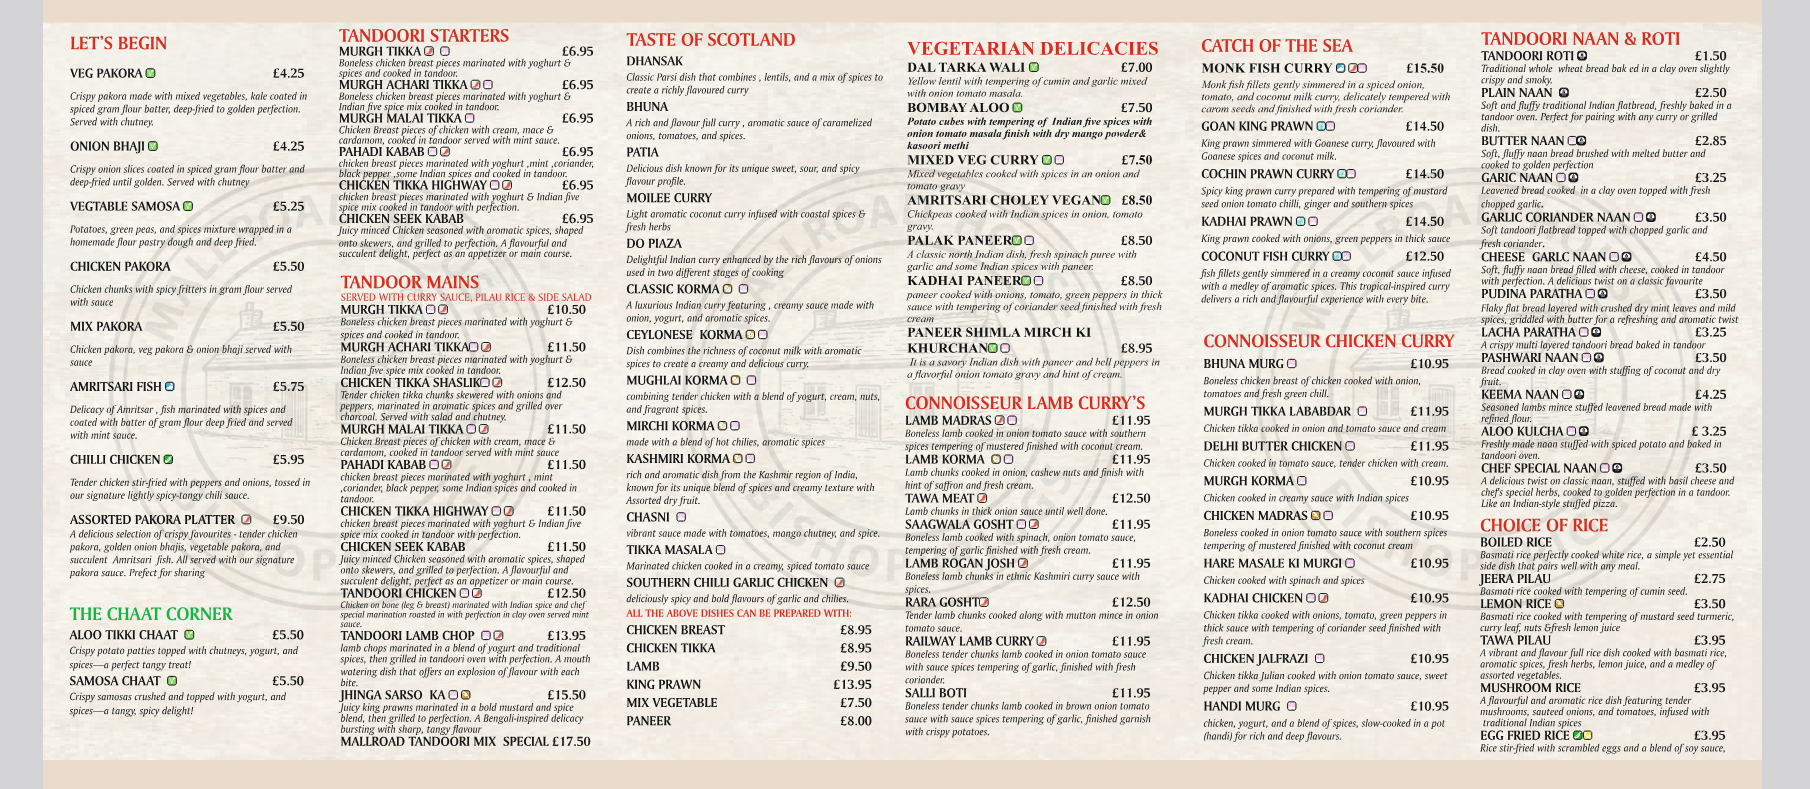 LET'S BEGIN
VEG PAKORA £4.25
Crispy pakora made with mixed vegetables, kale coated in
spiced gram flour batter, deep-fried to golden perfection.
Served with chutney.
ONION BHAJI £4.25
Crispy onion slices coated in spiced gram flour batter and
deep-fried until golden. Served with chutney
VEGTABLE SAMOSA £5.25
Potatoes, green peas, and spices mixture wrapped in a
homemade flour pastry dough and deep fried.
CHICKEN PAKORA £5.50
Chicken chunks with spicy fritters in gram flour served
with sauce
MIX PAKORA £5.50
Chicken pakora, veg pakora & onion bhaji served with
sauce
AMRITSARI FISH £5.75
Delicacy of Amritsar , fish marinated with spices and
coated with batter of gram flour deep fried and served
with mint sauce.
CHILLI CHICKEN £5.95
Tender chicken stir-fried with peppers and onions, tossed in
our signature lightly spicy-tangy chili sauce.
ASSORTED PAKORA PLATTER £9.50
A delicious selection of crispy favourites - tender chicken
pakora, golden onion bhajis, vegetable pakora, and
succulent Amritsari fish. All served with our signature
pakora sauce. Prefect for sharing
THE CHAAT CORNER
ALOO TIKKI CHAAT £5.50
Crispy potato patties topped with chutneys, yogurt, and
spices—a perfect tangy treat!
SAMOSA CHAAT £5.50
Crispy samosas crushed and topped with yogurt, and
spices—a tangy, spicy delight!
TANDOORI STARTERS
MURGH TIKKA £6.95
Boneless chicken breast pieces marinated with yoghurt &
spices and cooked in tandoor.
MURGH ACHARI TIKKA £6.95
Boneless chicken breast pieces marinated with yoghurt &
Indian five spice mix cooked in tandoor.
MURGH MALAI TIKKA £6.95
Chicken Breast pieces of chicken with cream, mace &
cardamom, cooked in tandoor served with mint sauce.
PAHADI KABAB £6.95
chicken breast pieces marinated with yoghurt ,mint ,coriander,
black pepper ,some Indian spices and cooked in tandoor.
CHICKEN TIKKA HIGHWAY £6.95
chicken breast pieces marinated with yoghurt & Indian five
spice mix cooked in tandoor with perfection.
CHICKEN SEEK KABAB £6.95
Juicy minced Chicken seasoned with aromatic spices, shaped
onto skewers, and grilled to perfection. A flavourful and
succulent delight, perfect as an appetizer or main course.
TANDOOR MAINS
SERVED WITH CURRY SAUCE, PILAU RICE & SIDE SALAD
MURGH TIKKA £10.50
Boneless chicken breast pieces marinated with yoghurt &
spices and cooked in tandoor.
MURGH ACHARI TIKKA £11.50
Boneless chicken breast pieces marinated with yoghurt &
Indian five spice mix cooked in tandoor.
CHICKEN TIKKA SHASLIK £12.50
Tender chicken tikka chunks skewered with onions and
peppers, marinated in aromatic spices and grilled over
charcoal. Served with salad and chutney.
MURGH MALAI TIKKA £11.50
Chicken Breast pieces of chicken with cream, mace &
cardamom, cooked in tandoor served with mint sauce
PAHADI KABAB £11.50
chicken breast pieces marinated with yoghurt , mint
,coriander, black pepper, some Indian spices and cooked in
tandoor.
CHICKEN TIKKA HIGHWAY £11.50
chicken breast pieces marinated with yoghurt & Indian five
spice mix cooked in tandoor with perfection.
CHICKEN SEEK KABAB £11.50
Juicy minced Chicken seasoned with aromatic spices, shaped
onto skewers, and grilled to perfection. A flavourful and
succulent delight, perfect as an appetizer or main course.
TANDOORI CHICKEN £12.50
Chicken on bone (leg & breast) marinated with Indian spice and chef
special marination roasted in with perfection in clay oven served mint
sauce.
TANDOORI LAMB CHOP £13.95
lamb chops marinated in a blend of yogurt and traditional
spices, then grilled in tandoori oven with perfection. A mouth
watering dish that offers an explosion of flavour with each
bite.
JHINGA SARSO KA £15.50
Juicy king prawns marinated in a bold mustard and spice
blend, then grilled to perfection. A Bengali-inspired delicacy
bursting with sharp, tangy flavour
MALLROAD TANDOORI MIX SPECIAL £17.50
TASTE OF SCOTLAND
DHANSAK
Classic Parsi dish that combines , lentils, and a mix of spices to
create a richly flavoured curry
BHUNA
A rich and flavour full curry , aromatic sauce of caramelized
onions, tomatoes, and spices.
PATIA
Delicious dish known for its unique sweet, sour, and spicy
flavour profile.
MOILEE CURRY
Light aromatic coconut curry infused with coastal spices &
fresh herbs
DO PIAZA
Delightful Indian curry enhanced by the rich flavours of onions
used in two different stages of cooking
CLASSIC KORMA
A luxurious Indian curry featuring , creamy sauce made with
onion, yogurt, and aromatic spices.
CEYLONESE KORMA
Dish combines the richness of coconut milk with aromatic
spices to create a creamy and delicious curry.
MUGHLAI KORMA
combining tender chicken with a blend of yogurt, cream, nuts,
and fragrant spices.
MIRCHI KORMA
made with a blend of hot chilies, aromatic spices
KASHMIRI KORMA
rich and aromatic dish from the Kashmir region of India,
known for its unique blend of spices and creamy texture with
Assorted dry fruit.
CHASNI
vibrant sauce made with tomatoes, mango chutney, and spice.
TIKKA MASALA
Marinated chicken cooked in a creamy, spiced tomato sauce
SOUTHERN CHILLI GARLIC CHICKEN
deliciously spicy and bold flavours of garlic and chilies.
ALL THE ABOVE DISHES CAN BE PREPARED WITH:
CHICKEN BREAST £8.95
CHICKEN TIKKA £8.95
LAMB £9.50
KING PRAWN £13.95
MIX VEGETABLE £7.50
PANEER £8.00
VEGETARIAN DELICACIES
DAL TARKA WALI £7.00
Yellow lentil with tempering of cumin and garlic mixed
with onion tomato masala.
BOMBAY ALOO £7.50
Potato cubes with tempering of Indian five spices with
onion tomato masala finish with dry mango powder&
kasoori methi
MIXED VEG CURRY £7.50
Mixed vegetables cooked with spices in an onion and
tomato gravy
AMRITSARI CHOLEY VEGAN £8.50
Chickpeas cooked with Indian spices in onion, tomato
gravy.
PALAK PANEER £8.50
A classic north Indian dish, fresh spinach puree with
garlic and some Indian spices with paneer.
KADHAI PANEER £8.50
paneer cooked with onions, tomato, green peppers in thick
sauce with tempering of coriander seed finished with fresh
cream
PANEER SHIMLA MIRCH KI
KHURCHAN £8.95
It is a savory Indian dish with paneer and bell peppers in
a flavorful onion tomato gravy and hint of cream.
CONNOISSEUR LAMB CURRY'S
LAMB MADRAS £11.95
Boneless lamb cooked in onion tomato sauce with southern
spices tempering of mustered finished with coconut cream.
LAMB KORMA £11.95
Lamb chunks cooked in onion, cashew nuts and finish with
hint of saffron and fresh cream.
TAWA MEAT £12.50
Lamb chunks in thick onion sauce until well done.
SAAGWALA GOSHT £11.95
Boneless lamb cooked with spinach, onion tomato sauce,
tempering of garlic finished with fresh cream.
LAMB ROGAN JOSH £11.95
Boneless lamb chunks in ethnic Kashmiri curry sauce with
spices.
RARA GOSHT £12.50
Tender lamb chunks cooked along with mutton mince in onion
tomato sauce.
RAILWAY LAMB CURRY £11.95
Boneless tender chunks lamb cooked in onion tomato sauce
with sauce spices tempering of garlic, finished with fresh
coriander.
SALLI BOTI £11.95
Boneless tender chunks lamb cooked in brown onion tomato
sauce with sauce spices tempering of garlic, finished garnish
with crispy potatoes.
CATCH OF THE SEA
MONK FISH CURRY £15.50
Monk fish fillets gently simmered in a spiced onion,
tomato, and coconut milk curry, delicately tempered with
carom seeds and finished with fresh coriander.
GOAN KING PRAWN £14.50
King prawn simmered with Goanese curry, flavoured with
Goanese spices and coconut milk.
COCHIN PRAWN CURRY £14.50
Spicy king prawn curry prepared with tempering of mustard
seed onion tomato chilli, ginger and southern spices
KADHAI PRAWN £14.50
King prawn cooked with onions, green peppers in thick sauce
COCONUT FISH CURRY £12.50
fish fillets gently simmered in a creamy coconut sauce infused
with a medley of aromatic spices. This tropical-inspired curry
delivers a rich and flavourful experience with every bite.
CONNOISSEUR CHICKEN CURRY
BHUNA MURG £10.95
Boneless chicken breast of chicken cooked with onion,
tomatoes and fresh green chill.
MURGH TIKKA LABABDAR £11.95
Chicken tikka cooked in onion and tomato sauce and cream
DELHI BUTTER CHICKEN £11.95
Chicken cooked in tomato sauce, tender chicken with cream.
MURGH KORMA £10.95
Chicken cooked in creamy sauce with Indian spices
CHICKEN MADRAS £10.95
Boneless cooked in onion tomato sauce with southern spices
tempering of mustered finished with coconut cream
HARE MASALE KI MURGI £10.95
Chicken cooked with spinach and spices
KADHAI CHICKEN £10.95
Chicken tikka cooked with onions, tomato, green peppers in
thick sauce with tempering of coriander seed finished with
fresh cream.
CHICKEN JALFRAZI £10.95
Chicken tikka Julian cooked with onion tomato sauce, sweet
pepper and some Indian spices.
HANDI MURG £10.95
chicken, yogurt, and a blend of spices, slow-cooked in a pot
(handi) for rich and deep flavours.
TANDOORI NAAN & ROTI
TANDOORI ROTI £1.50
Traditional whole wheat bread bak ed in a clay oven slightly
crispy and smoky.
PLAIN NAAN £2.50
Soft and fluffy traditional Indian flatbread, freshly baked in a
tandoor oven. Perfect for pairing with any curry or grilled
dish.
BUTTER NAAN £2.85
Soft, fluffy naan bread brushed with melted butter and
cooked to golden perfection
GARIC NAAN £3.25
Leavened bread cooked in a clay oven topped with fresh
chopped garlic.
GARLIC CORIANDER NAAN £3.50
Soft tandoori flatbread topped with chopped garlic and
fresh coriander.
CHEESE GARLC NAAN £4.50
Soft, fluffy naan bread filled with cheese, cooked in tandoor
with perfection. A delicious twist on a classic favourite
PUDINA PARATHA £3.50
Flaky flat bread layered with crushed dry mint leaves and mild
spices, griddled with butter for a refreshing and aromatic twist
LACHA PARATHA £3.25
A crispy multi layered tandoori bread baked in tandoor
PASHWARI NAAN £3.50
Bread cooked in clay oven with stuffing of coconut and dry
fruit.
KEEMA NAAN £4.25
Seasoned lambs mince stuffed leavened bread made with
refined flour.
ALOO KULCHA £ 3.25
Freshly made naan stuffed with spiced potato and baked in
tandoori oven.
CHEF SPECIAL NAAN £3.50
A delicious twist on classic naan, stuffed with basil cheese and
chef's special herbs, cooked to golden perfection in a tandoor.
Like an Indian-style stuffed pizza.
CHOICE OF RICE
BOILED RICE £2.50
Basmati rice perfectly cooked white rice, a simple yet essential
side dish that pairs well with any meal.
JEERA PILAU £2.75
Basmati rice cooked with tempering of cumin seed.
LEMON RICE £3.50
Basmati rice cooked with tempering of mustard seed turmeric,
curry leaf, nuts &fresh lemon juice
TAWA PILAU £3.95
A vibrant and flavour full rice dish cooked with basmati rice,
aromatic spices, fresh herbs, lemon juice, and a medley of
assorted vegetables.
MUSHROOM RICE £3.95
A flavourful and aromatic rice dish featuring tender
mushrooms, sauteed onions, and tomatoes, infused with
traditional Indian spices
EGG FRIED RICE £3.95
Rice stir-fried with scrambled eggs and a blend of soy sauce,